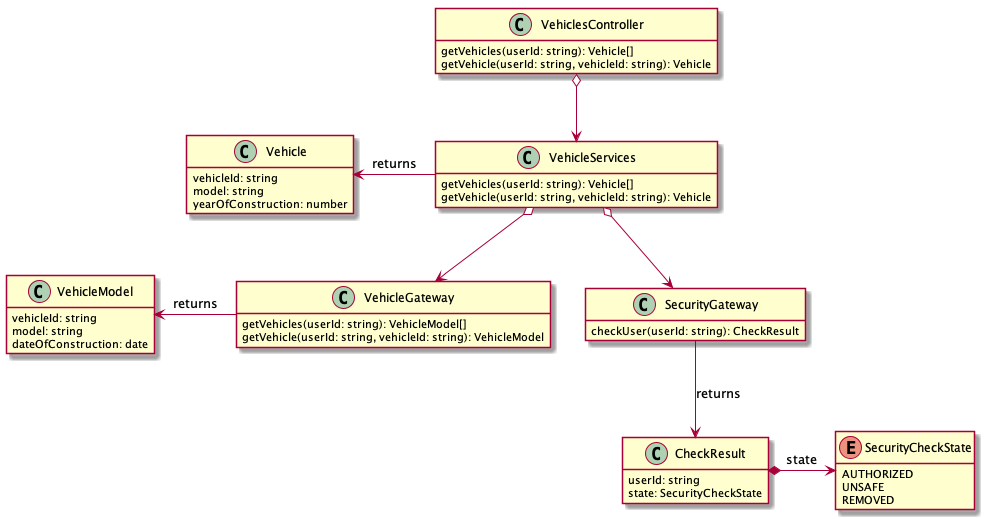 C VehiclesController
getVehicles(userId: string): Vehicle[]
getVehicle(userId: string, vehicleId: string): Vehicle
C Vehicle
vehicleId: string
model: string
yearOfConstruction: number
returns
C VehicleServices
getVehicles(userId: string): Vehicle[]
getVehicle(userId: string, vehicleId: string): Vehicle
C VehicleModel
vehicleId: string
model: string
dateOfConstruction: date
returns
C VehicleGateway
getVehicles(userId: string): VehicleModel[]
getVehicle(userId: string, vehicleId: string): VehicleModel
C SecurityGateway
checkUser(userId: string): CheckResult
returns
C CheckResult
userId: string
state: SecurityCheckState
state
E SecurityCheckState
AUTHORIZED
UNSAFE
REMOVED